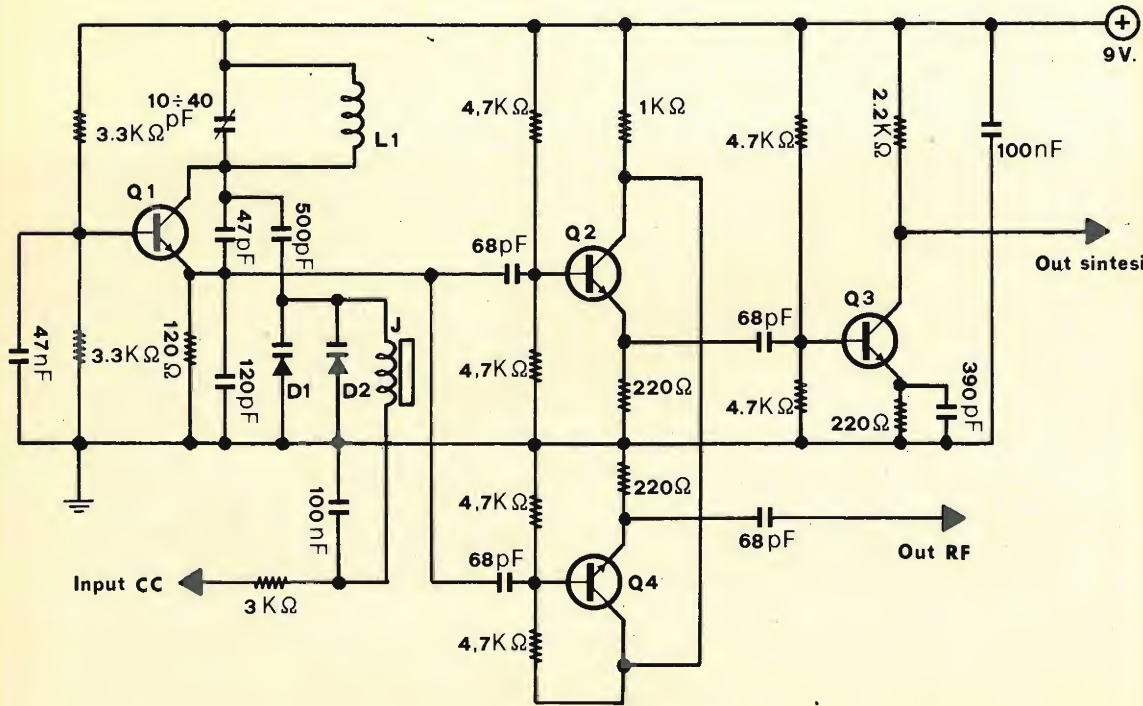 +
9V.
10÷40 pF
3.3KΩ
L1
4,7KΩ
1KΩ
4.7KΩ
2.2KΩ
100nF
Q1
47pF
500pF
68pF
Q2
Out sintesi
Q3
68pF
47nF
3.3KΩ
120Ω
120pF
D1
D2
J
4,7KΩ
220Ω
4.7KΩ
220Ω
390pF
100nF
4,7KΩ
220Ω
68pF
68pF
Out RF
Input CC
3KΩ
Q4
4,7KΩ